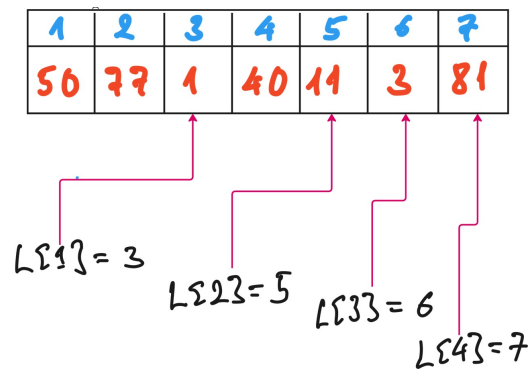 1 2 3 4 5 6 7
50 77 1 40 11 3 81
L[1] = 3
L[2] = 5
L[3] = 6
L[4] = 7